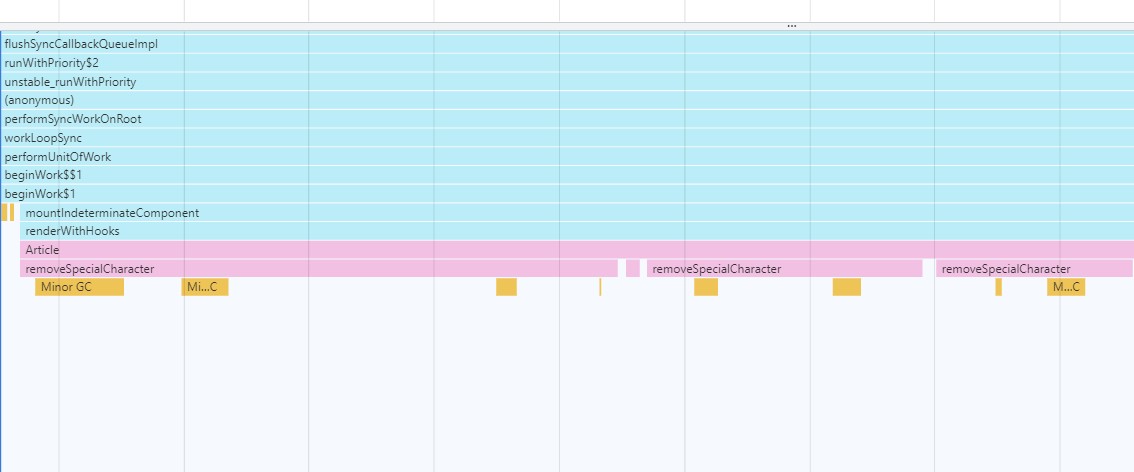 ...
flushSyncCallbackQueueImpl
runWithPriority$2
unstable_runWithPriority
(anonymous)
performSyncWorkOnRoot
workLoopSync
performUnitOfWork
beginWork$$1
beginWork$1
mountIndeterminateComponent
renderWithHooks
Article
removeSpecialCharacter removeSpecialCharacter removeSpecialCharacter
Minor GC Mi...C M...C